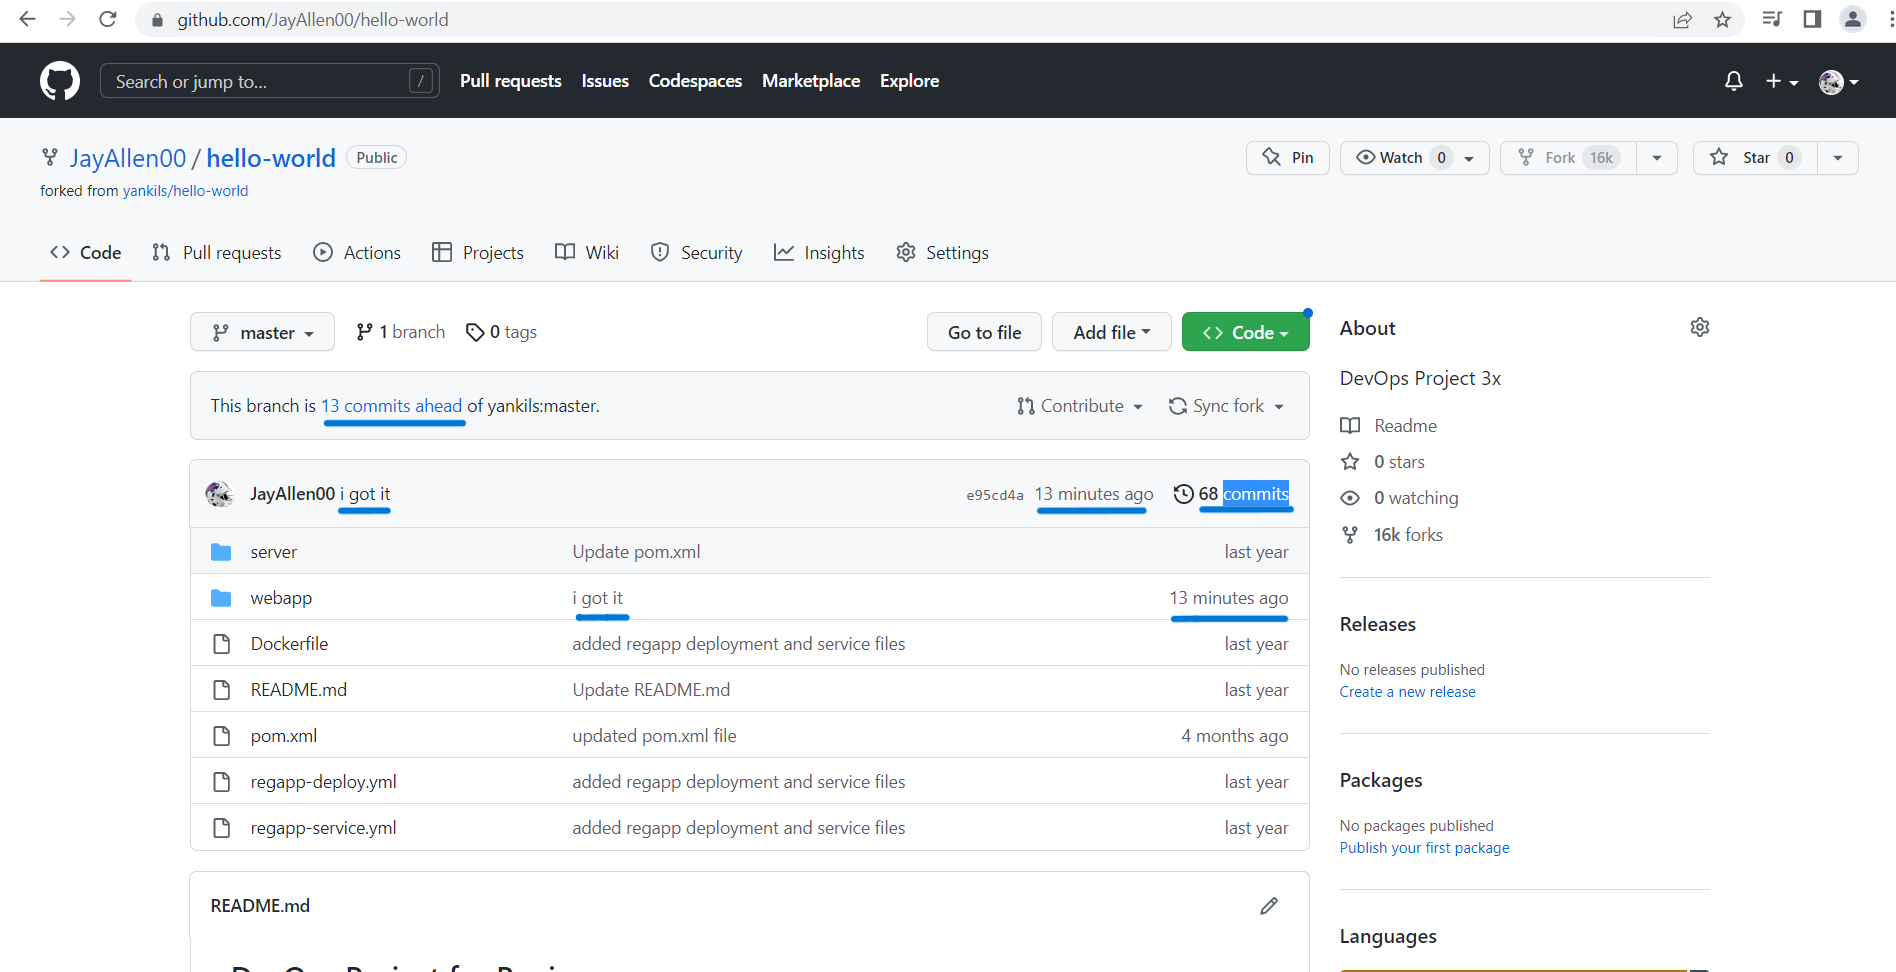 github.com/JayAllen00/hello-world
Search or jump to... /
Pull requests Issues Codespaces Marketplace Explore
JayAllen00 / hello-world Public
Pin Watch 0 Fork 16k Star 0
forked from yankils/hello-world
Code Pull requests Actions Projects Wiki Security Insights Settings
master 1 branch 0 tags Go to file Add file Code
This branch is 13 commits ahead of yankils:master. Contribute Sync fork
JayAllen00 i got it e95cd4a 13 minutes ago 68 commits
server Update pom.xml last year
webapp i got it 13 minutes ago
Dockerfile added regapp deployment and service files last year
README.md Update README.md last year
pom.xml updated pom.xml file 4 months ago
regapp-deploy.yml added regapp deployment and service files last year
regapp-service.yml added regapp deployment and service files last year
README.md
About
DevOps Project 3x
Readme
0 stars
0 watching
16k forks
Releases
No releases published
Create a new release
Packages
No packages published
Publish your first package
Languages